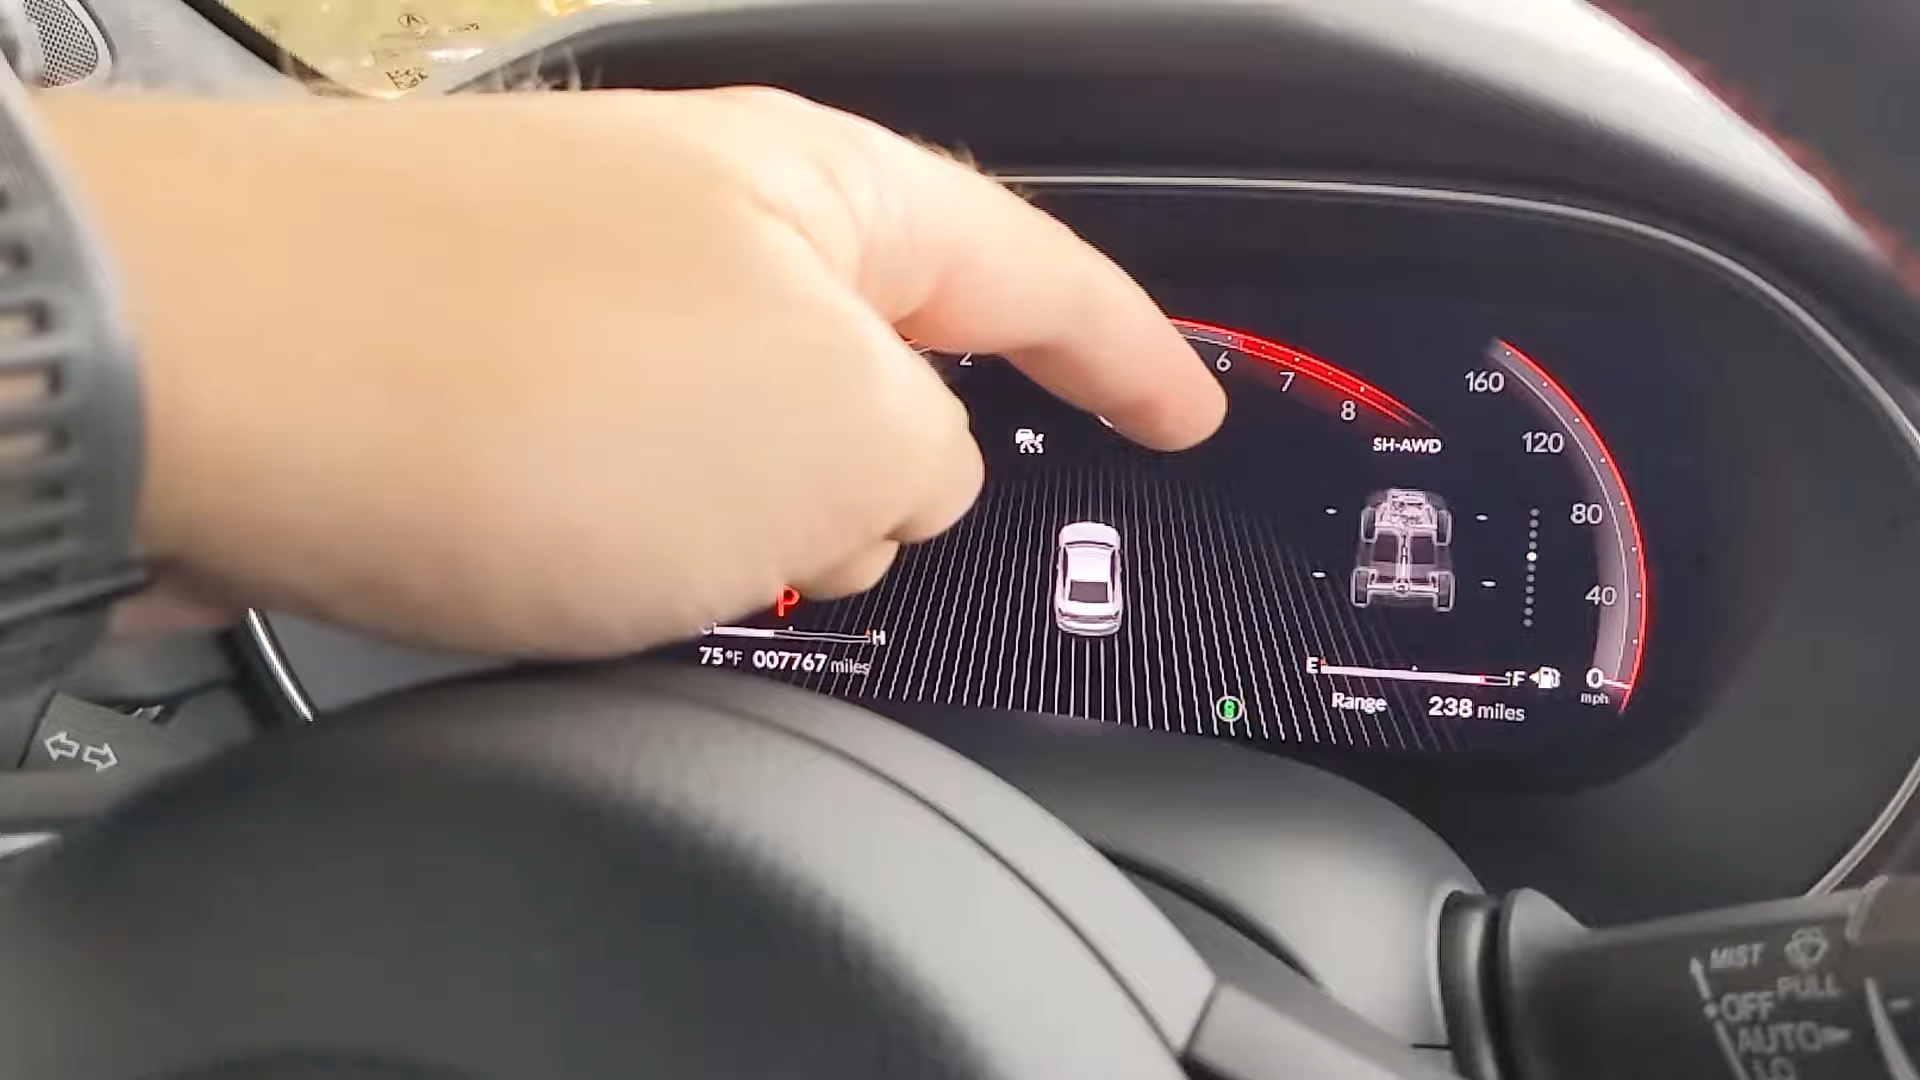 2
6
7
8
SH-AWD
160
120
80
40
0
mph
P
H
75°F 007767 miles
E
F
Range 238 miles
MIST
PULL
OFF
AUTO
LO